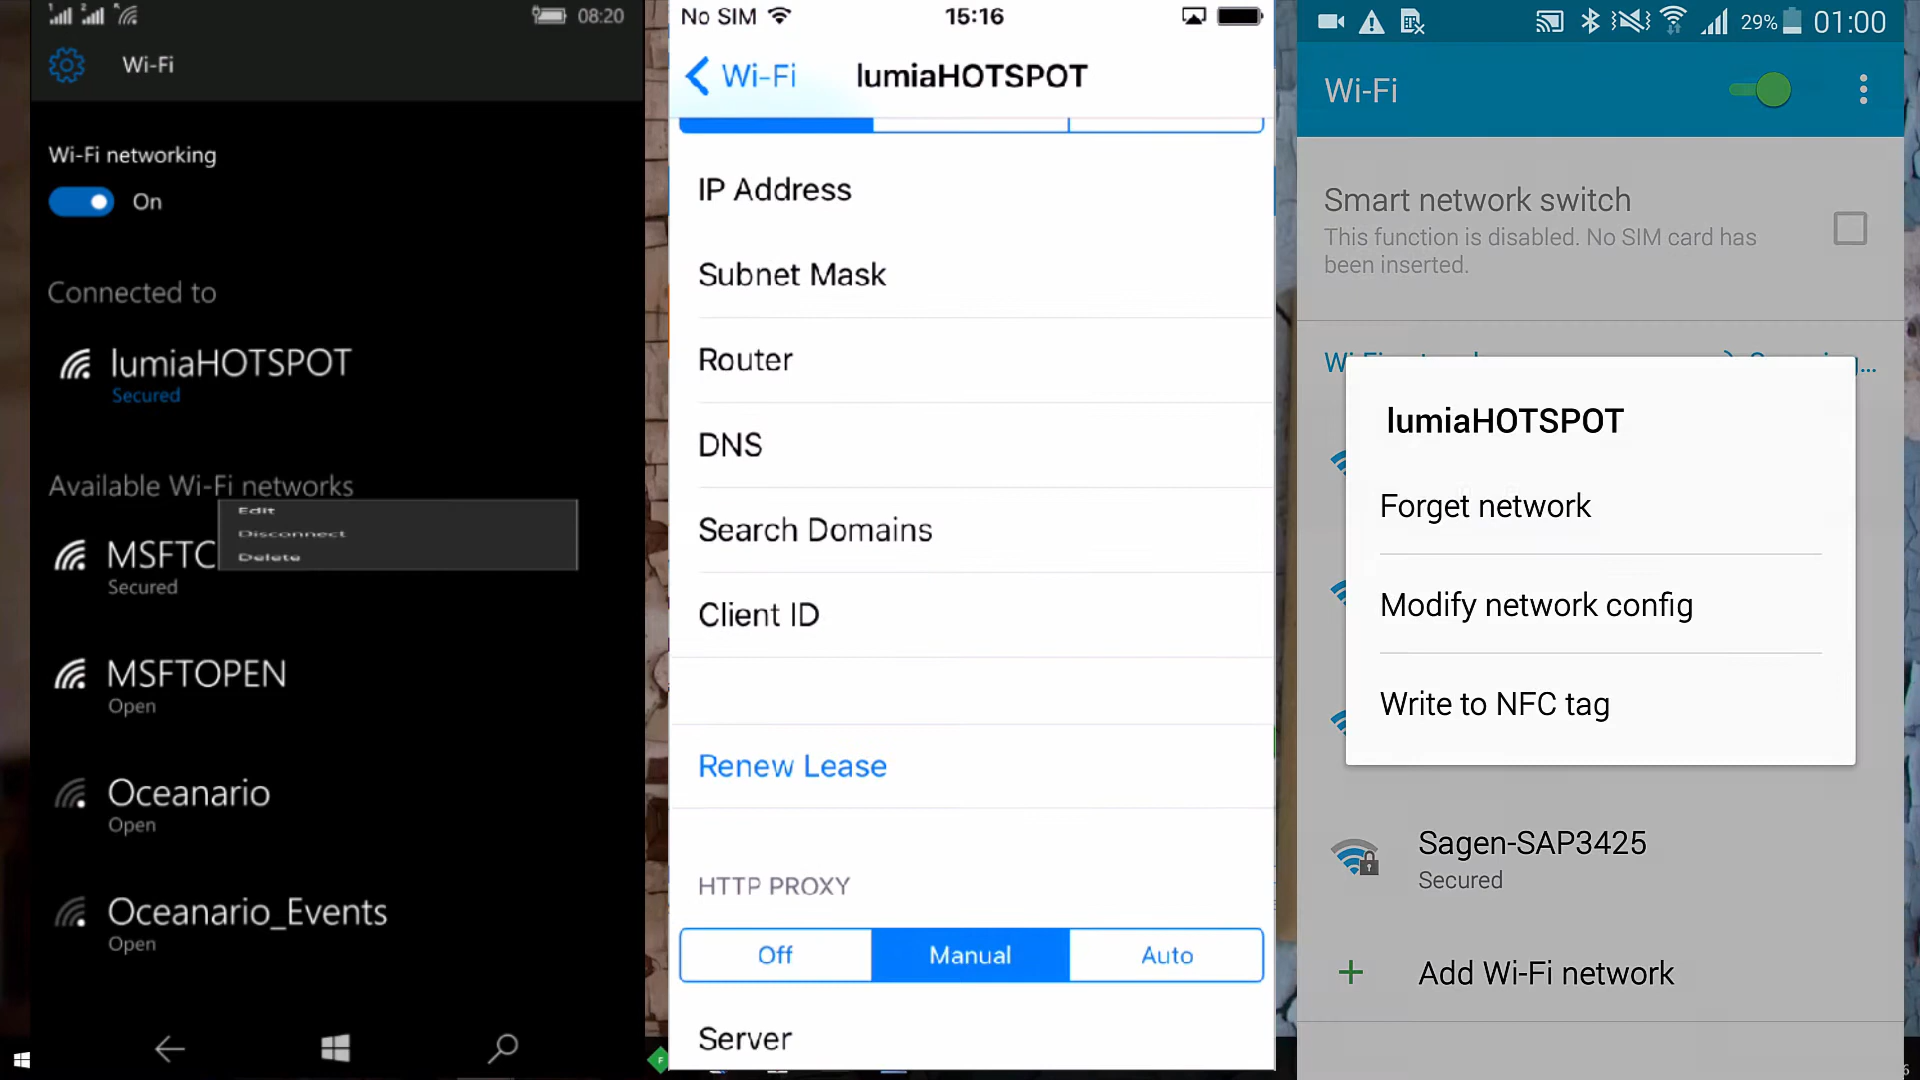 08:20
Wi-Fi
Wi-Fi networking
On
Connected to
lumiaHOTSPOT
Secured
Available Wi-Fi networks
Edit
Disconnect
Delete
MSFTC
Secured
MSFTOPEN
Open
Oceanario
Open
Oceanario_Events
Open
No SIM 15:16
Wi-Fi lumiaHOTSPOT
IP Address
Subnet Mask
Router
DNS
Search Domains
Client ID
Renew Lease
HTTP PROXY
Off Manual Auto
Server
29% 01:00
Wi-Fi
Smart network switch
This function is disabled. No SIM card has
been inserted.
lumiaHOTSPOT
Forget network
Modify network config
Write to NFC tag
Sagen-SAP3425
Secured
Add Wi-Fi network